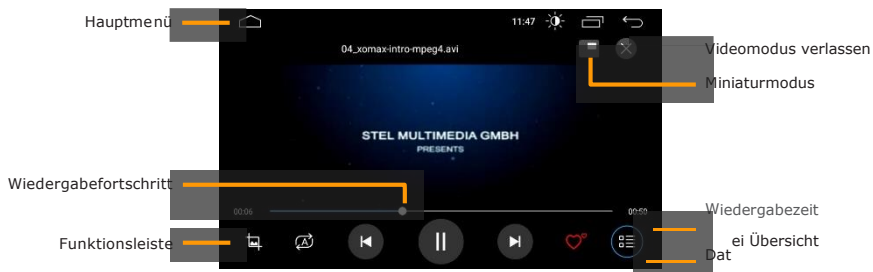 Hauptmenü
11:47
04_xomax-intro-mpeg4.avi
Videomodus verlassen
Miniaturmodus
STEL MULTIMEDIA GMBH
PRESENTS
Wiedergabefortschritt
00:06
00:50
Wiedergabezeit
Funktionsleiste
A
ei Übersicht
Dat